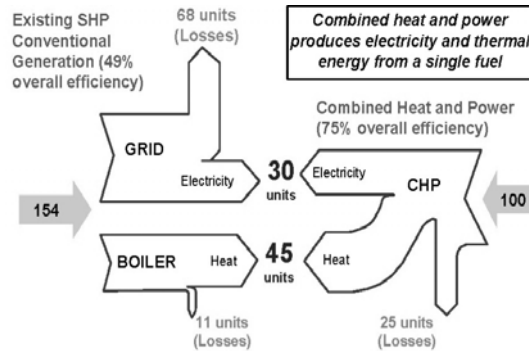 Existing SHP
Conventional
Generation (49%
overall efficiency)
68 units
(Losses)
Combined heat and power
produces electricity and thermal
energy from a single fuel
Combined Heat and Power
(75% overall efficiency)
GRID
Electricity
30
units
Electricity
CHP
154
100
BOILER
Heat
45
units
Heat
11 units
(Losses)
25 units
(Losses)